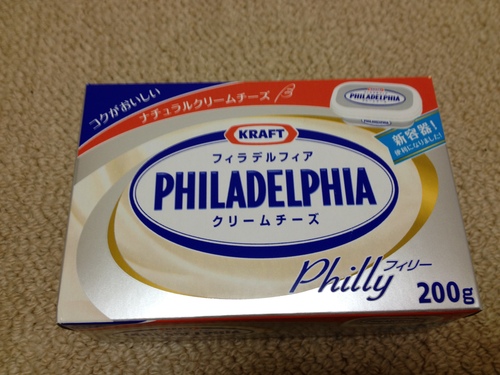 コクがおいしい
ナチュラルクリームチーズ
PHILADELPHIA
新容器!
便利になりました!
KRAFT
フィラデルフィア
PHILADELPHIA
クリームチーズ
Philly フィリー
200g